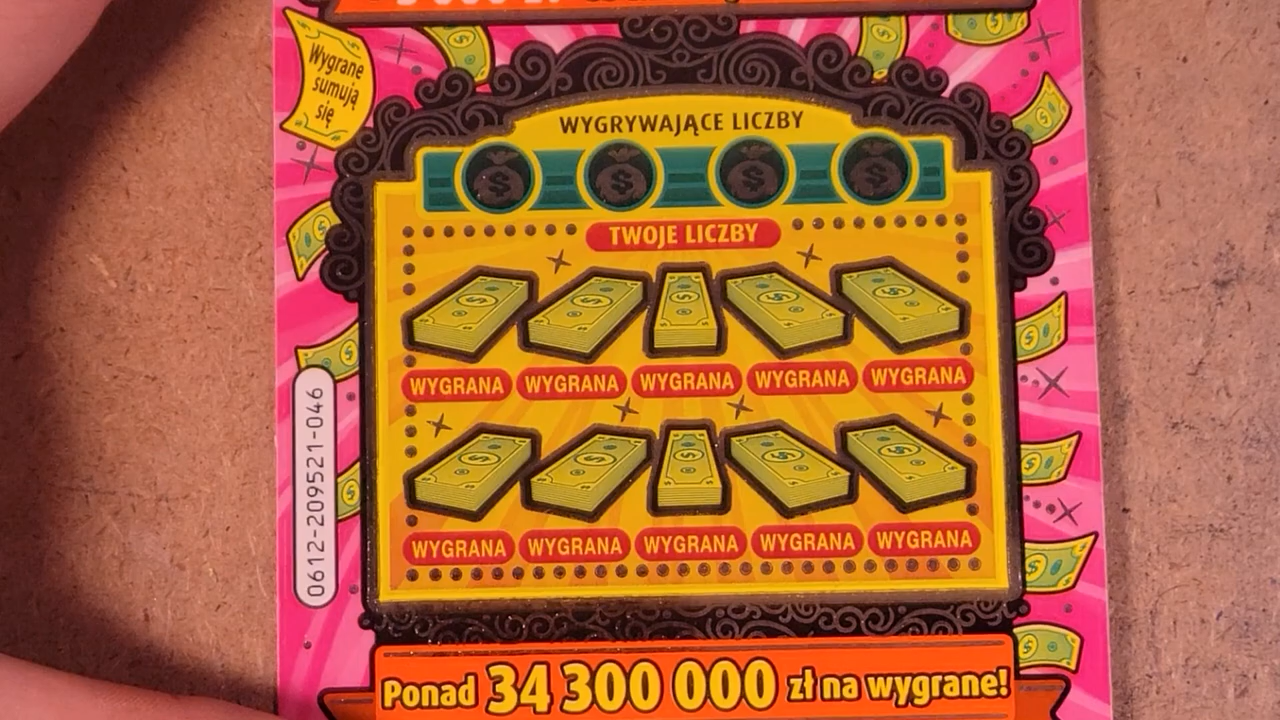 Wygrane
sumują
się
WYGRYWAJĄCE LICZBY
TWOJE LICZBY
WYGRANA WYGRANA WYGRANA WYGRANA WYGRANA
WYGRANA WYGRANA WYGRANA WYGRANA WYGRANA
0612-209521-046
Ponad 34 300 000 zł na wygrane!